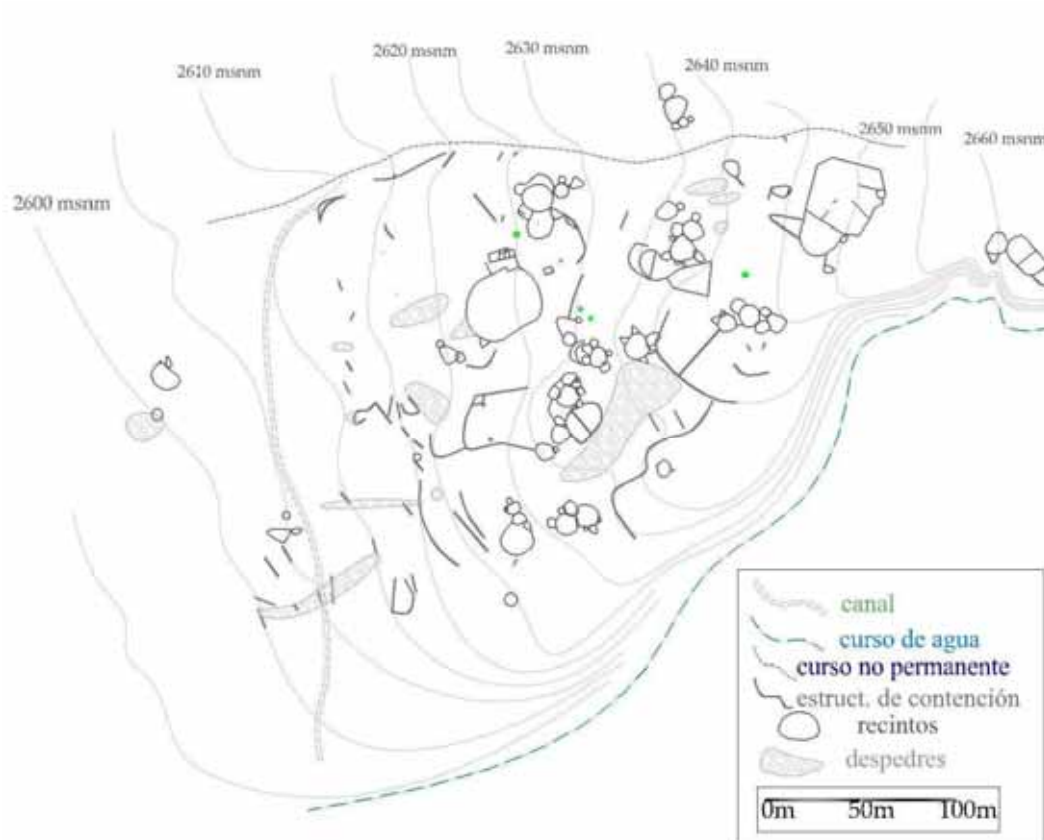 2600 msnm
2610 msnm
2620 msnm
2630 msnm
2640 msnm
2650 msnm
2660 msnm
canal
curso de agua
curso no permanente
estruct. de contención
recintos
despedres
0m 50m 100m